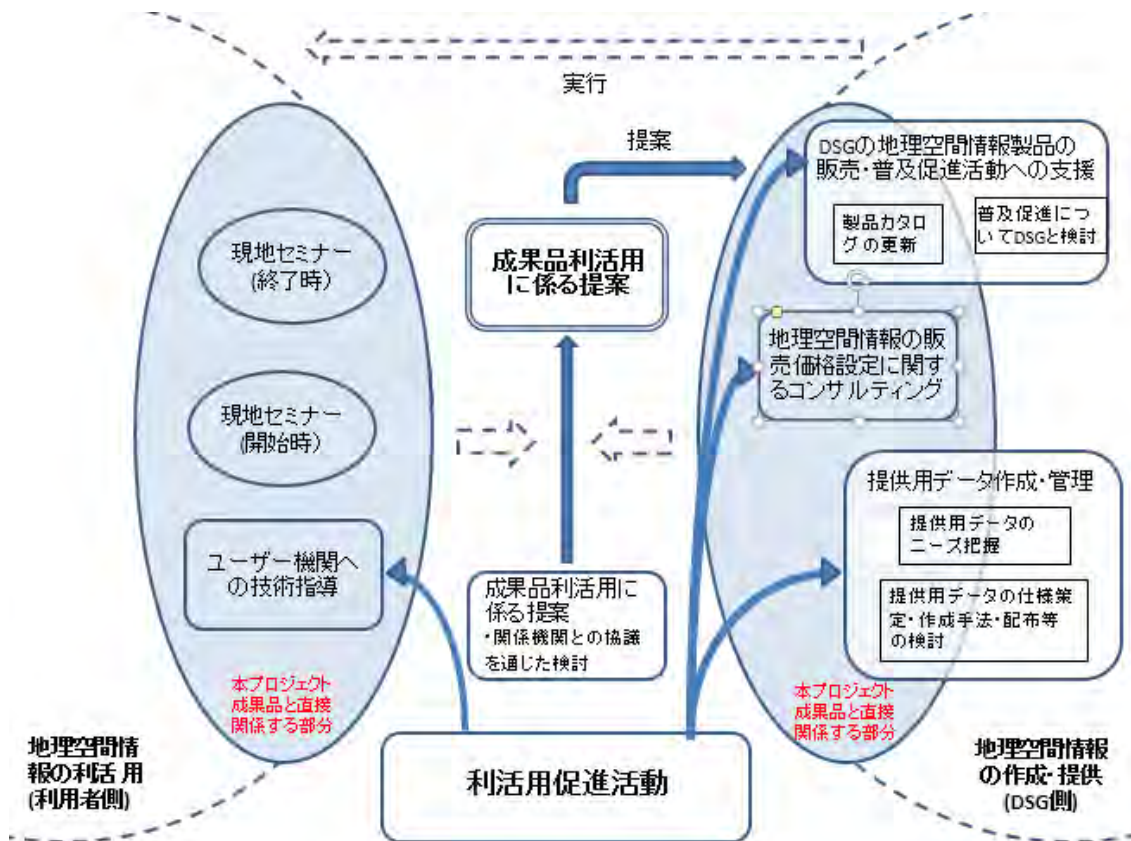 実行
提案
DSGの地理空間情報製品の
販売・普及促進活動への支援
製品カタロ
グの更新
普及促進につ
いてDSGと検討
現地セミナー
(終了時)
成果品利活用
に係る提案
地理空間情報の販
売価格設定に関す
るコンサルティング
現地セミナー
(開始時)
提供用データ作成・管理
提供用データの
ニーズ把握
提供用データの仕様策
定・作成手法・配布等
の検討
ユーザー機関へ
の技術指導
成果品利活用に
係る提案
・関係機関との協議
を通じた検討
本プロジェクト
成果品と直接
関係する部分
本プロジェクト
成果品と直接
関係する部分
地理空間情
報の利活 用
(利用者側)
利活用促進活動
地理空間情報
の作成・提供
(DSG側)